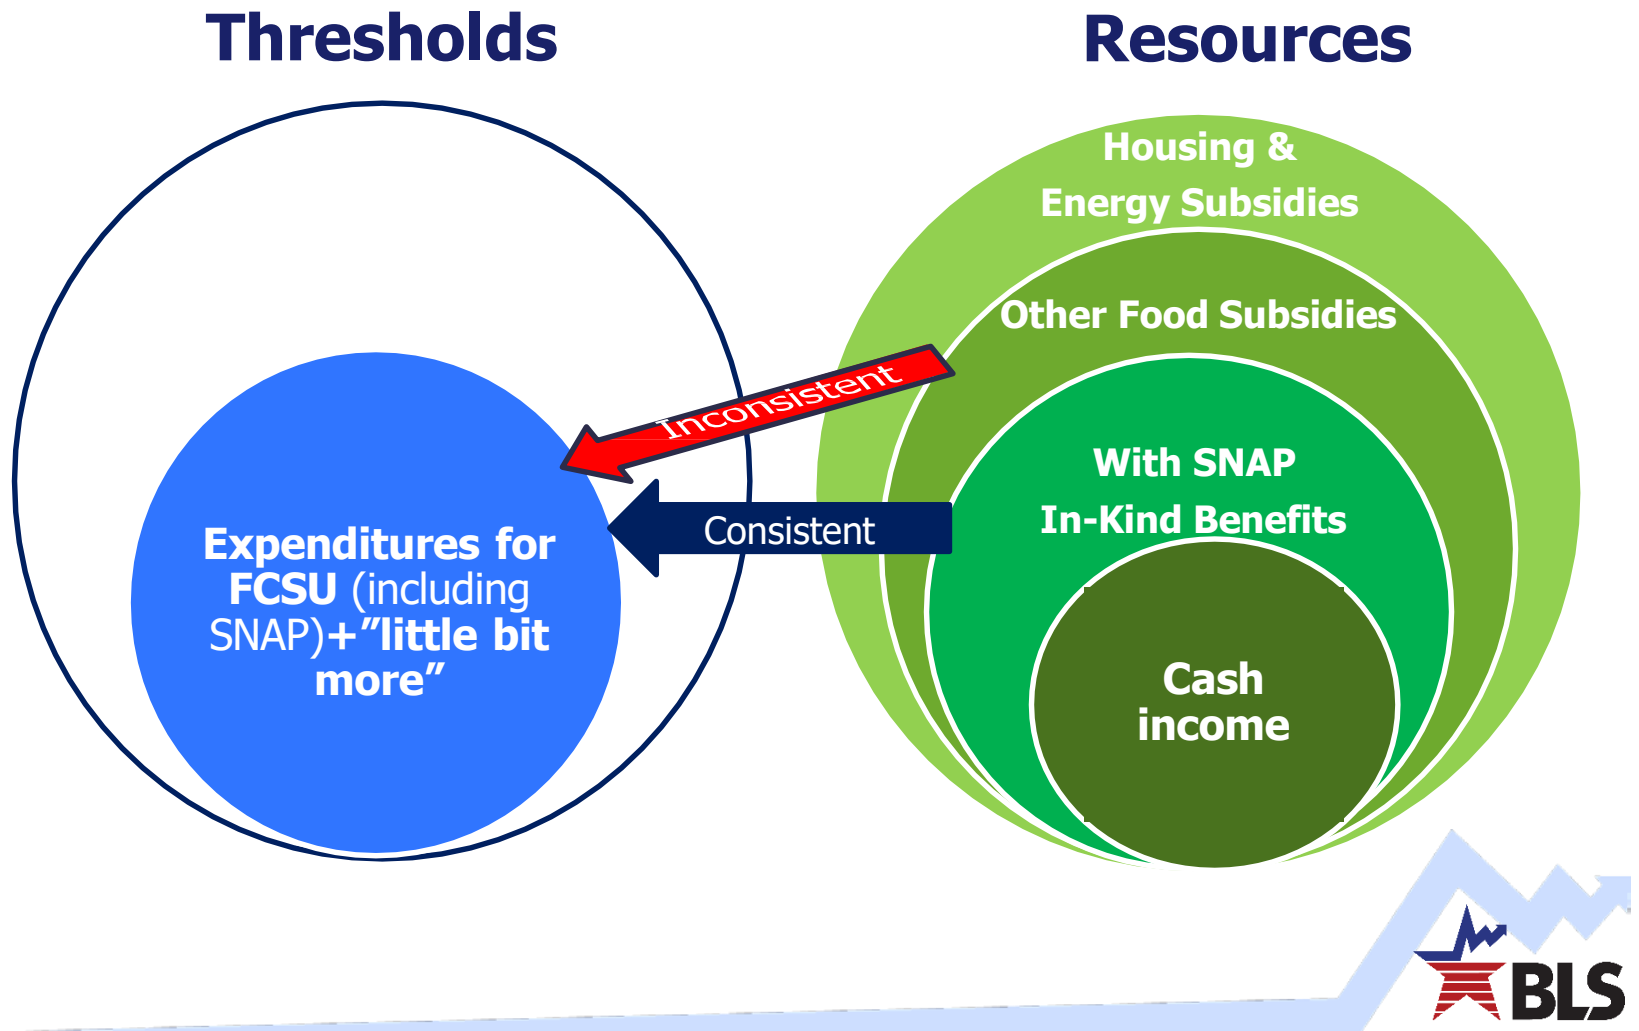 Thresholds
Resources
Housing &
Energy Subsidies
Other Food Subsidies
Inconsistent
With SNAP
In-Kind Benefits
Consistent
Expenditures for
FCSU (including
SNAP)+”little bit
more”
Cash
income
BLS